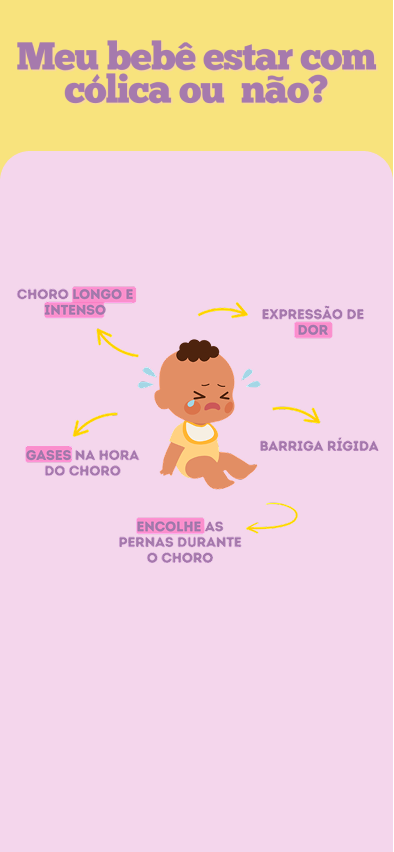 Meu bebê estar com
cólica ou não?
CHORO LONGO E
INTENSO
EXPRESSÃO DE
DOR
GASES NA HORA
DO CHORO
BARRIGA RÍGIDA
ENCOLHE AS
PERNAS DURANTE
O CHORO